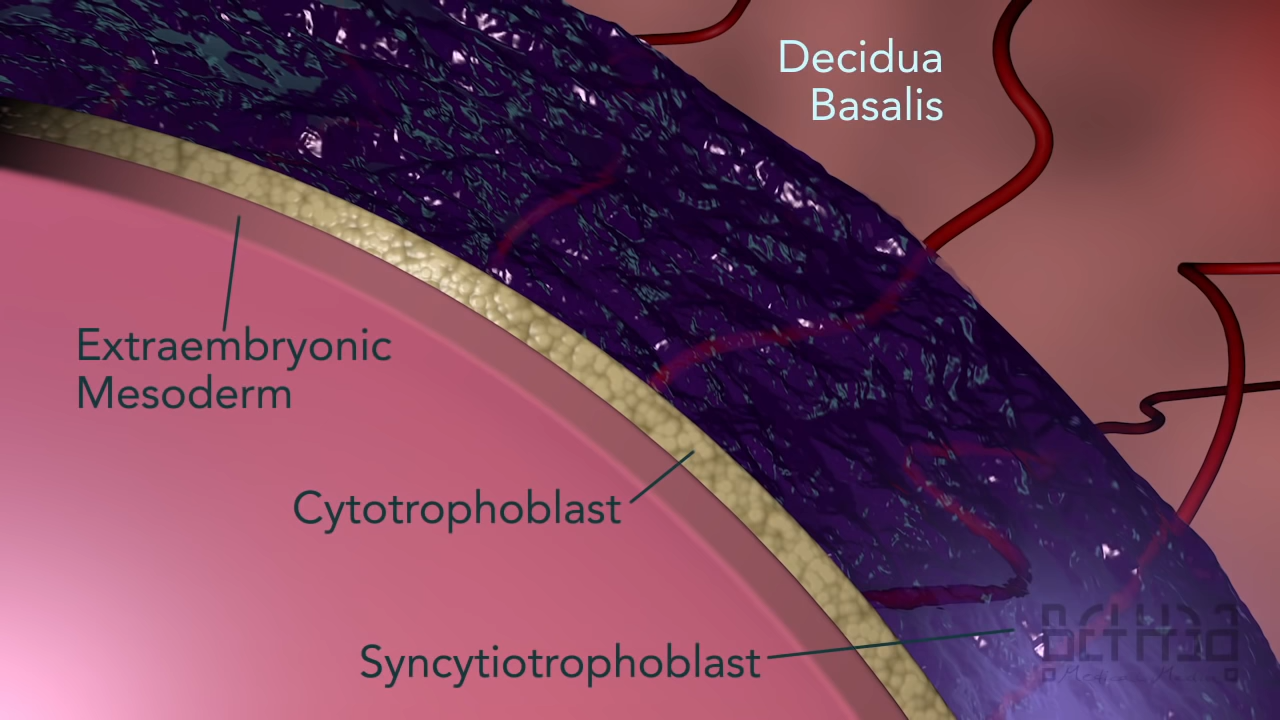 Decidua
Basalis
Extraembryonic
Mesoderm
Cytotrophoblast
Syncytiotrophoblast